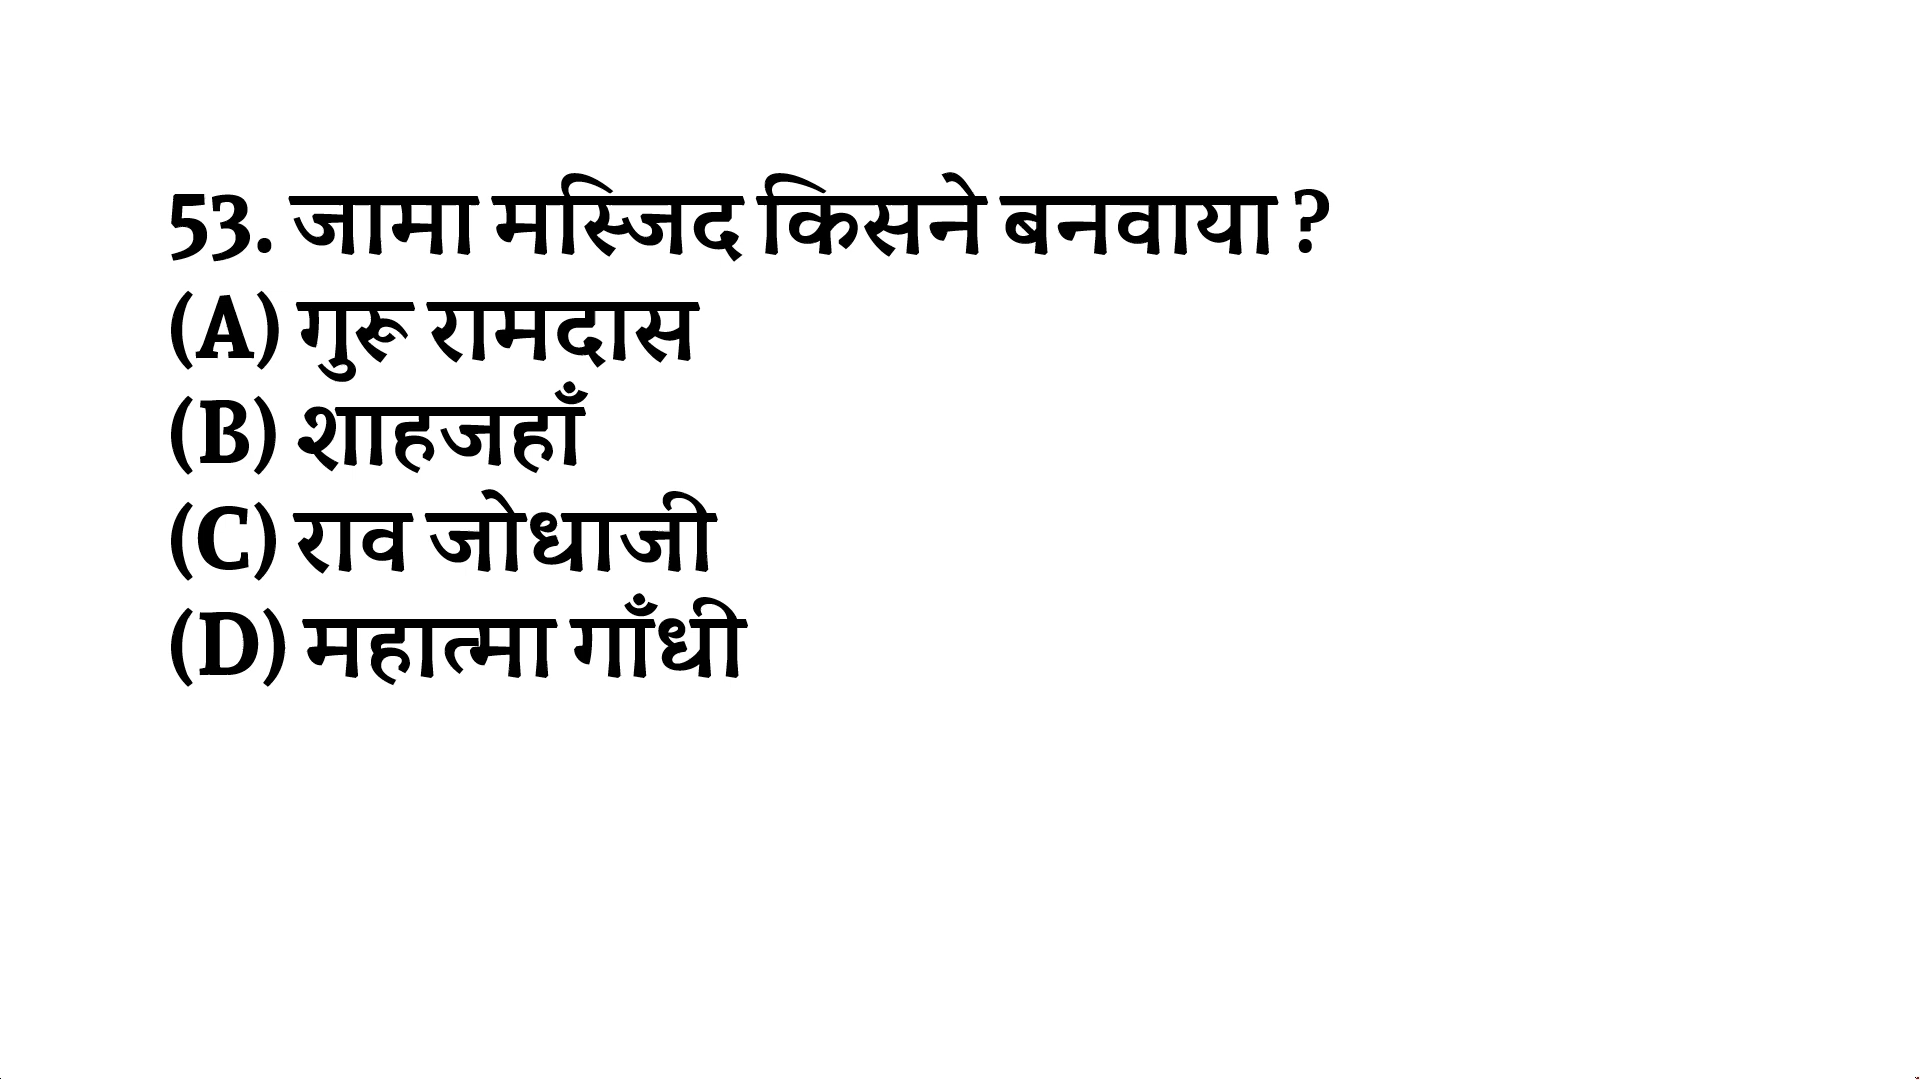 53. जामा मस्जिद किसने बनवाया ?
(A) गुरू रामदास
(B) शाहजहाँ
(C) राव जोधाजी
(D) महात्मा गाँधी